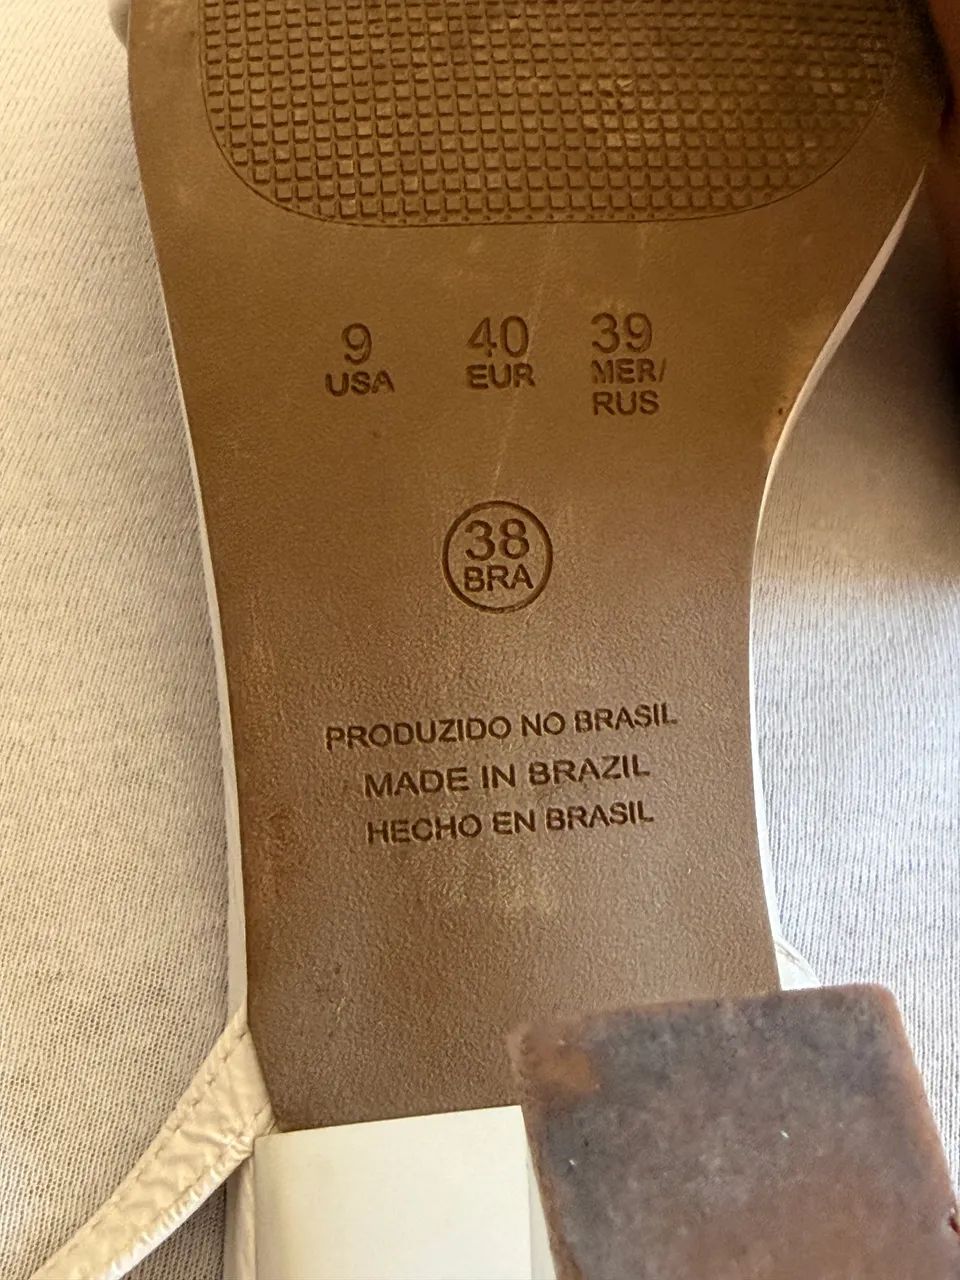 9 40 39
USA EUR MER/
RUS
38
BRA
PRODUZIDO NO BRASIL
MADE IN BRAZIL
HECHO EN BRASIL